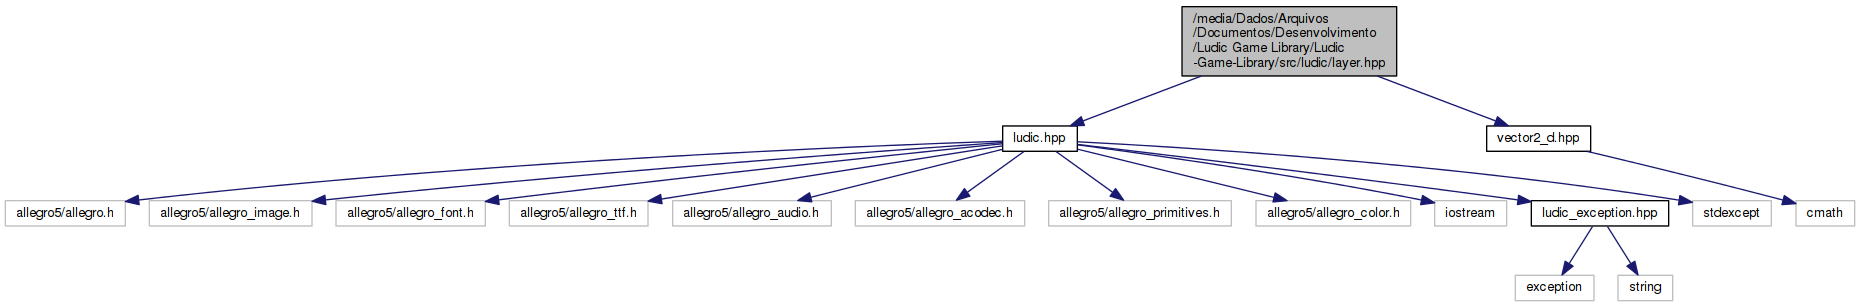 /media/Dados/Arquivos
/Documentos/Desenvolvimento
/Ludic Game Library/Ludic
-Game-Library/src/ludic/layer.hpp
ludic.hpp
vector2_d.hpp
allegro5/allegro.h
allegro5/allegro_image.h
allegro5/allegro_font.h
allegro5/allegro_ttf.h
allegro5/allegro_audio.h
allegro5/allegro_acodec.h
allegro5/allegro_primitives.h
allegro5/allegro_color.h
iostream
ludic_exception.hpp
stdexcept
cmath
exception
string